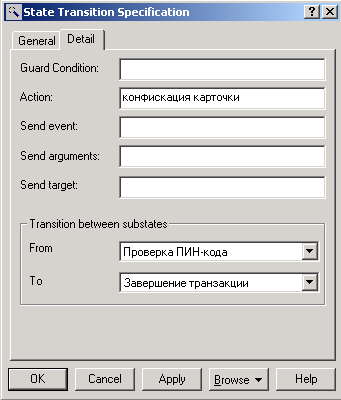 State Transition Specification
General Detail
Guard Condition:
Action: конфискация карточки
Send event:
Send arguments:
Send target:
Transition between substates
From Проверка ПИН-кода
To Завершение транзакции
OK Cancel Apply Browse Help